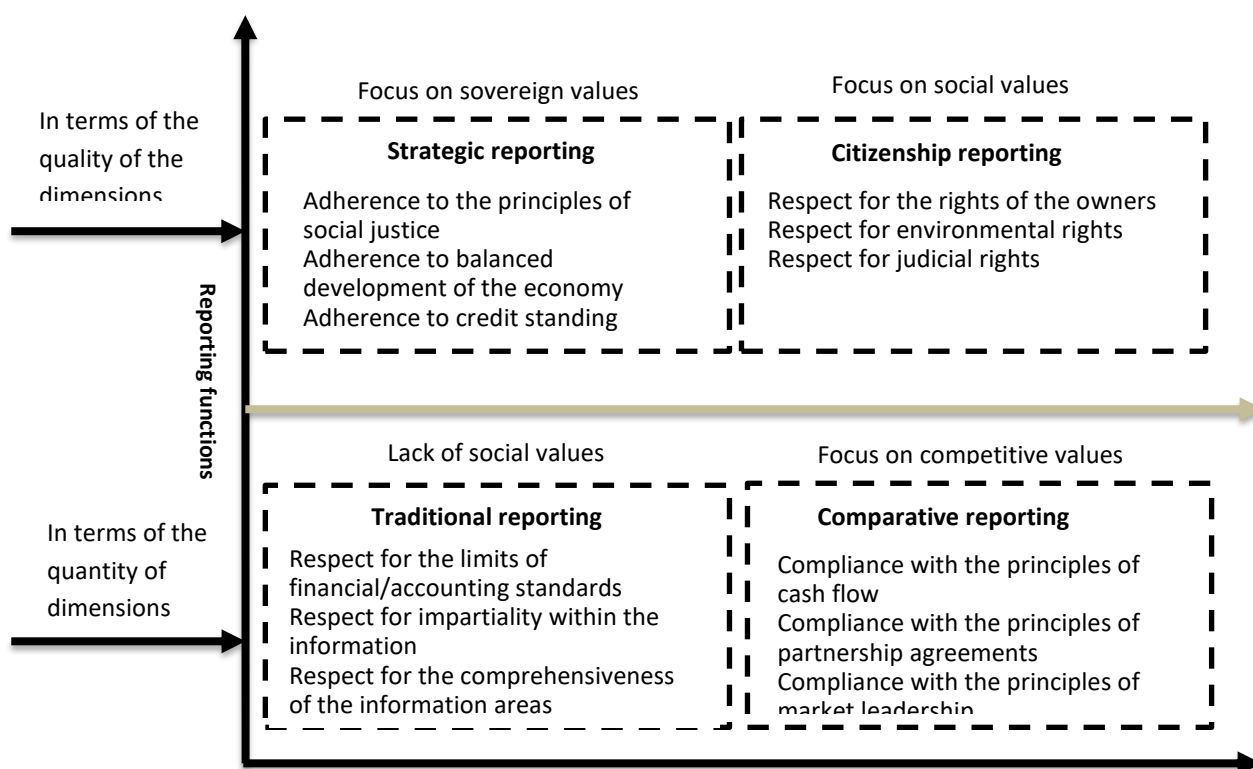 Focus on sovereign values
Focus on social values
In terms of the
quality of the
dimensions
Strategic reporting
Adherence to the principles of
social justice
Adherence to balanced
development of the economy
Adherence to credit standing
Citizenship reporting
Respect for the rights of the owners
Respect for environmental rights
Respect for judicial rights
Reporting functions
Lack of social values
Focus on competitive values
In terms of the
quantity of
dimensions
Traditional reporting
Respect for the limits of
financial/accounting standards
Respect for impartiality within the
information
Respect for the comprehensiveness
of the information areas
Comparative reporting
Compliance with the principles of
cash flow
Compliance with the principles of
partnership agreements
Compliance with the principles of
market leadership